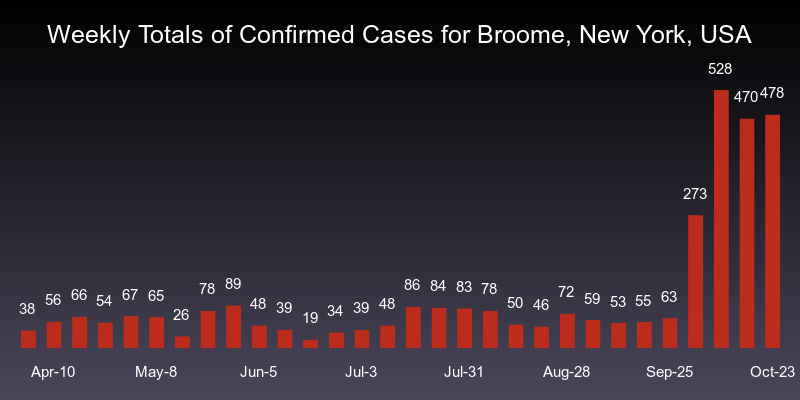 Weekly Totals of Confirmed Cases for Broome, New York, USA
38 56 66 54 67 65 26 78 89 48 39 19 34 39 48 86 84 83 78 50 46 72 59 53 55 63 273 528 470 478
Apr-10 May-8 Jun-5 Jul-3 Jul-31 Aug-28 Sep-25 Oct-23